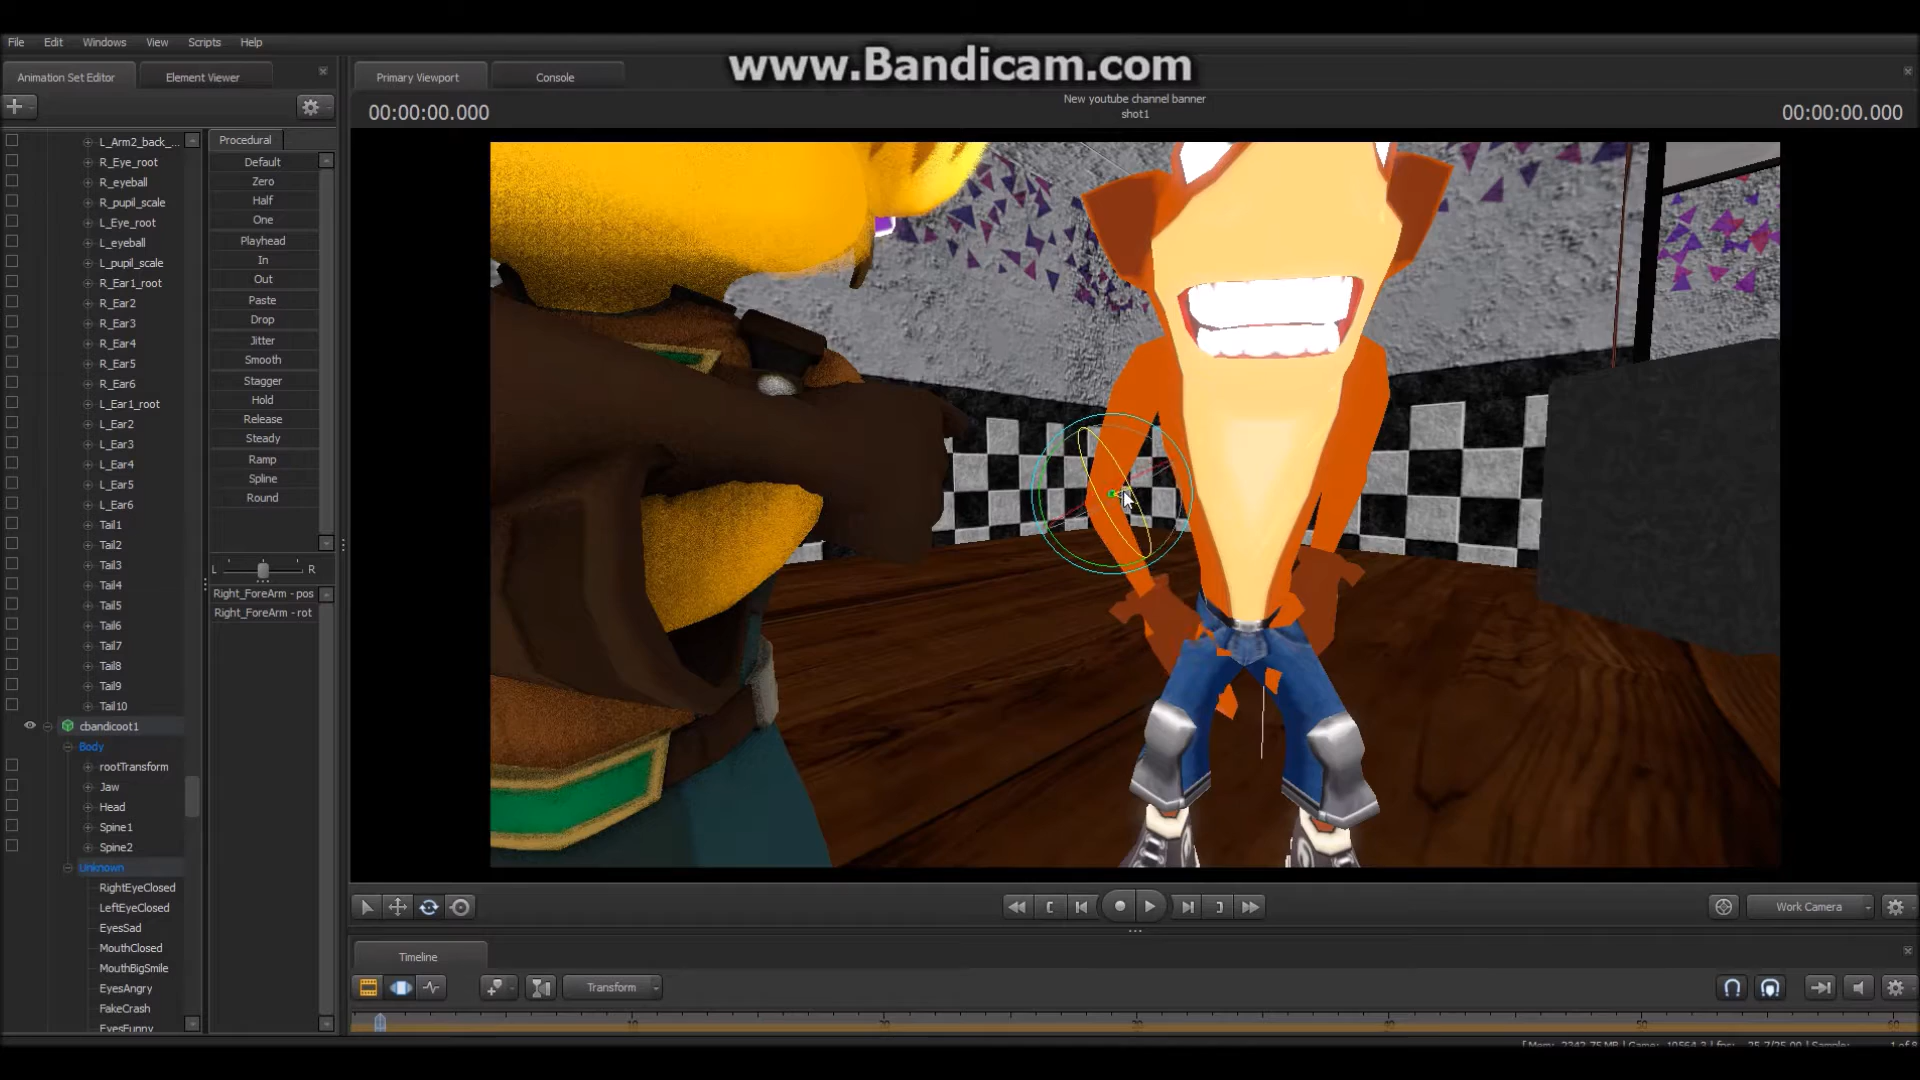 www.Bandicam.com
File Edit Windows View Scripts Help
Animation Set Editor Element Viewer
Primary Viewport Console
New youtube channel banner
shot1
00:00:00.000
00:00:00.000
L_Arm2_back_...
R_Eye_root
R_eyeball
R_pupil_scale
L_Eye_root
L_eyeball
L_pupil_scale
R_Ear1_root
R_Ear2
R_Ear3
R_Ear4
R_Ear5
R_Ear6
L_Ear1_root
L_Ear2
L_Ear3
L_Ear4
L_Ear5
L_Ear6
Tail1
Tail2
Tail3
Tail4
Tail5
Tail6
Tail7
Tail8
Tail9
Tail10
cbandicoot1
Body
rootTransform
Jaw
Head
Spine1
Spine2
Unknown
RightEyeClosed
LeftEyeClosed
EyesSad
MouthClosed
MouthBigSmile
EyesAngry
FakeCrash
EyesFunny
Procedural
Default
Zero
Half
One
Playhead
In
Out
Paste
Drop
Jitter
Smooth
Stagger
Hold
Release
Steady
Ramp
Spline
Round
L R
Right_ForeArm - pos
Right_ForeArm - rot
Work Camera
Timeline
Transform